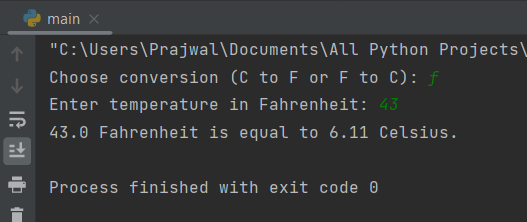 main
"C:\Users\Prajwal\Documents\All Python Projects\
Choose conversion (C to F or F to C): f
Enter temperature in Fahrenheit: 43
43.0 Fahrenheit is equal to 6.11 Celsius.
Process finished with exit code 0